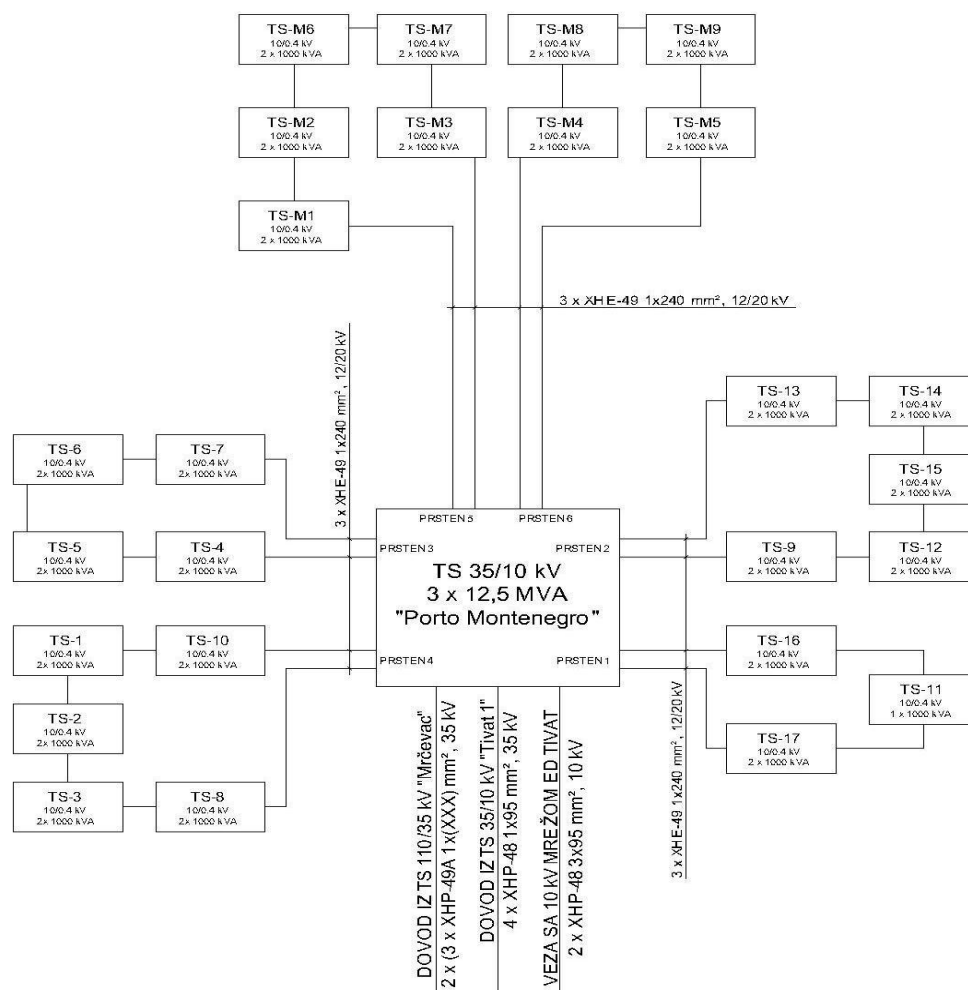 TS-M6
10/0.4 kV
2 x 1000 kVA
TS-M7
10/0.4 kV
2 x 1000 kVA
TS-M8
10/0.4 kV
2 x 1000 kVA
TS-M9
10/0.4 kV
2 x 1000 kVA
TS-M2
10/0.4 kV
2 x 1000 kVA
TS-M3
10/0.4 kV
2 x 1000 kVA
TS-M4
10/0.4 kV
2 x 1000 kVA
TS-M5
10/0.4 kV
2 x 1000 kVA
TS-M1
10/0.4 kV
2 x 1000 kVA
3 x XHE-49 1x240 mm², 12/20 kV
3 x XHE-49 1x240 mm², 12/20 kV
TS-13
10/0.4 kV
2 x 1000 kVA
TS-14
10/0.4 kV
2 x 1000 kVA
TS-6
10/0.4 kV
2x 1000 kVA
TS-7
10/0.4 kV
2x 1000 kVA
TS-15
10/0.4 kV
2 x 1000 kVA
TS-5
10/0.4 kV
2x 1000 kVA
TS-4
10/0.4 kV
2x 1000 kVA
PRSTEN5
PRSTEN6
PRSTEN3
PRSTEN2
TS 35/10 kV
3 x 12,5 MVA
"Porto Montenegro"
PRSTEN4
PRSTEN1
TS-9
10/0.4 kV
2 x 1000 kVA
TS-12
10/0.4 kV
2 x 1000 kVA
TS-1
10/0.4 kV
2x 1000 kVA
TS-10
10/0.4 kV
2x 1000 kVA
TS-16
10/0.4 kV
2 x 1000 kVA
TS-11
10/0.4 kV
1 x 1000 kVA
TS-2
10/0.4 kV
2x 1000 kVA
TS-17
10/0.4 kV
2 x 1000 kVA
TS-3
10/0.4 kV
2x 1000 kVA
TS-8
10/0.4 kV
2x 1000 kVA
DOVOD IZ TS 110/35 kV "Mrčevac"
2 x (3 x XHP-49A 1x(XXX) mm², 35 kV
DOVOD IZ TS 35/10 kV "Tivat 1"
4 x XHP-48 1x95 mm², 35 kV
VEZA SA 10 kV MREŽOM ED TIVAT
2 x XHP-48 3x95 mm², 10 kV
3 x XHE-49 1x240 mm², 12/20 kV